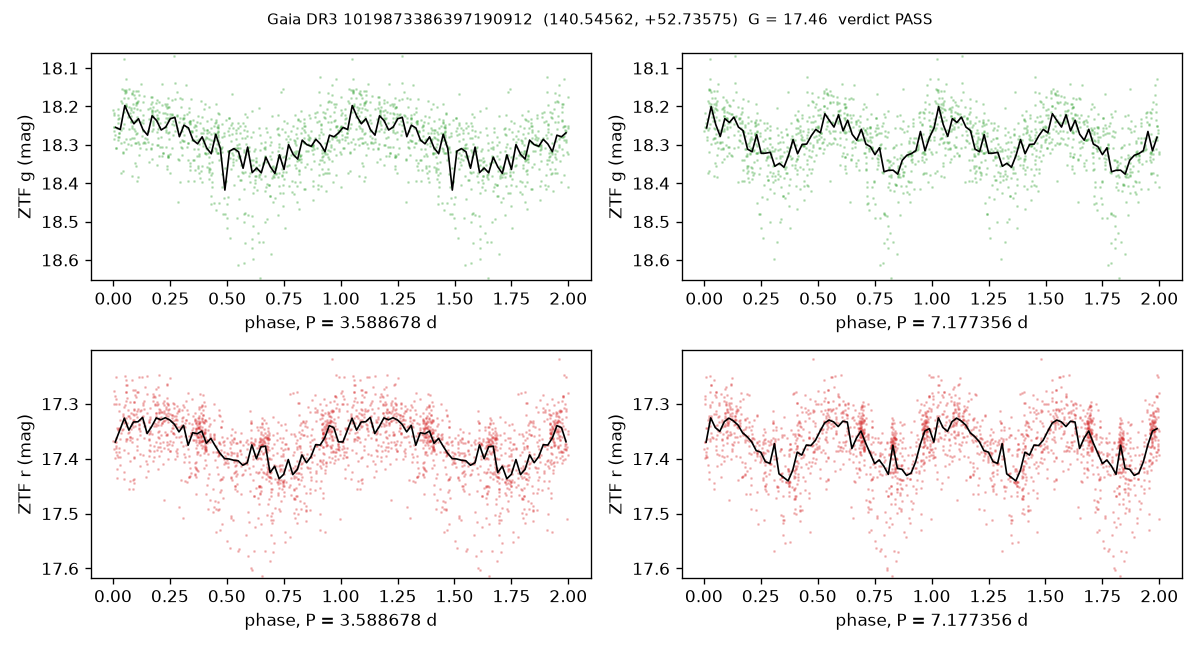 Gaia DR3 1019873386397190912  (140.54562, +52.73575)  G = 17.46  verdict PASS
ZTF g (mag)
18.1
18.2
18.3
18.4
18.5
18.6
0.00 0.25 0.50 0.75 1.00 1.25 1.50 1.75 2.00
phase, P = 3.588678 d
ZTF g (mag)
18.1
18.2
18.3
18.4
18.5
18.6
0.00 0.25 0.50 0.75 1.00 1.25 1.50 1.75 2.00
phase, P = 7.177356 d
ZTF r (mag)
17.3
17.4
17.5
17.6
0.00 0.25 0.50 0.75 1.00 1.25 1.50 1.75 2.00
phase, P = 3.588678 d
ZTF r (mag)
17.3
17.4
17.5
17.6
0.00 0.25 0.50 0.75 1.00 1.25 1.50 1.75 2.00
phase, P = 7.177356 d